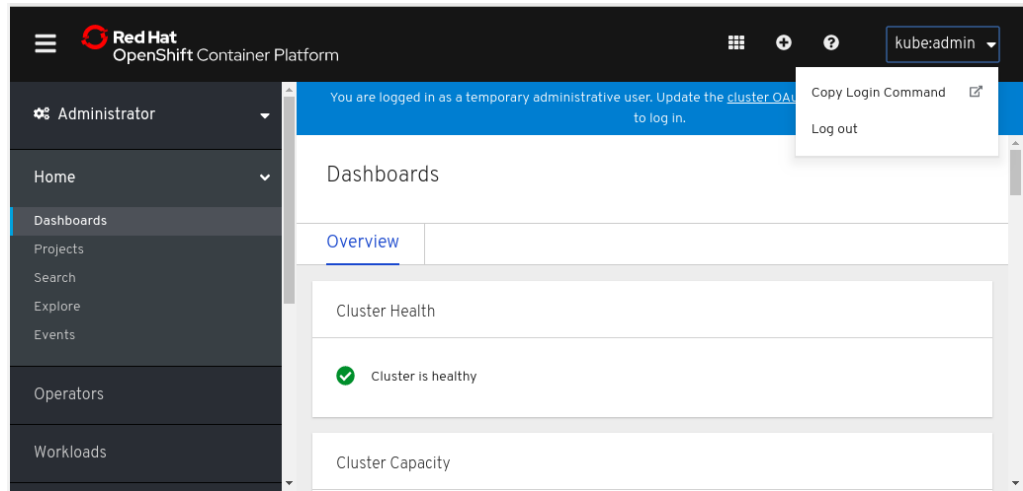 Red Hat
OpenShift Container Platform
kube:admin
Copy Login Command
Log out
Administrator
You are logged in as a temporary administrative user. Update the cluster OAu
to log in.
Home
Dashboards
Projects
Search
Explore
Events
Operators
Workloads
Dashboards
Overview
Cluster Health
Cluster is healthy
Cluster Capacity